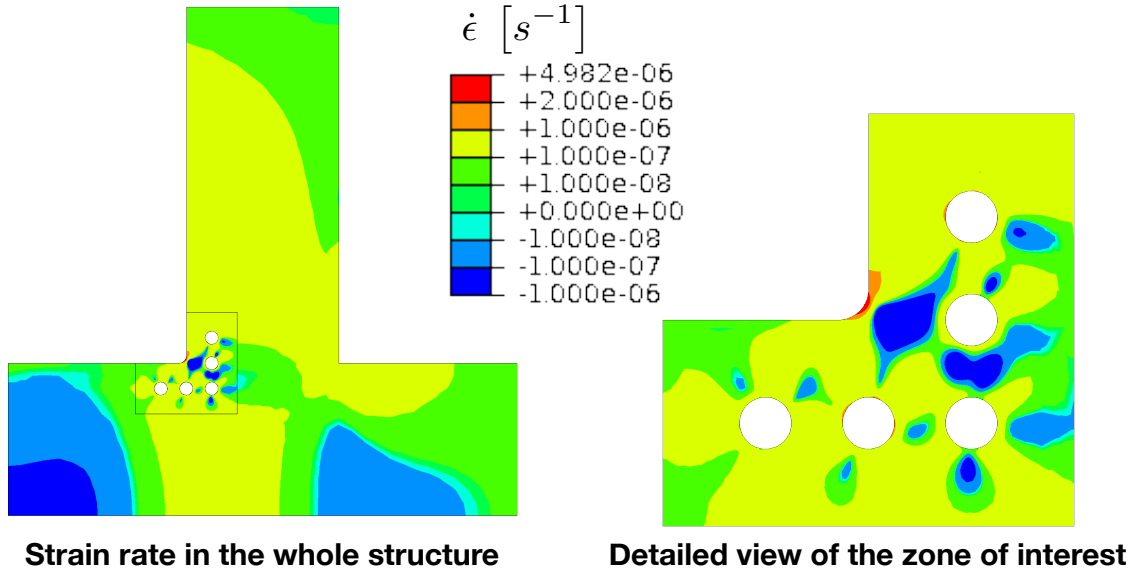 ϵ̇ [s⁻¹]
+4.982e-06
+2.000e-06
+1.000e-06
+1.000e-07
+1.000e-08
+0.000e+00
-1.000e-08
-1.000e-07
-1.000e-06
Strain rate in the whole structure
Detailed view of the zone of interest